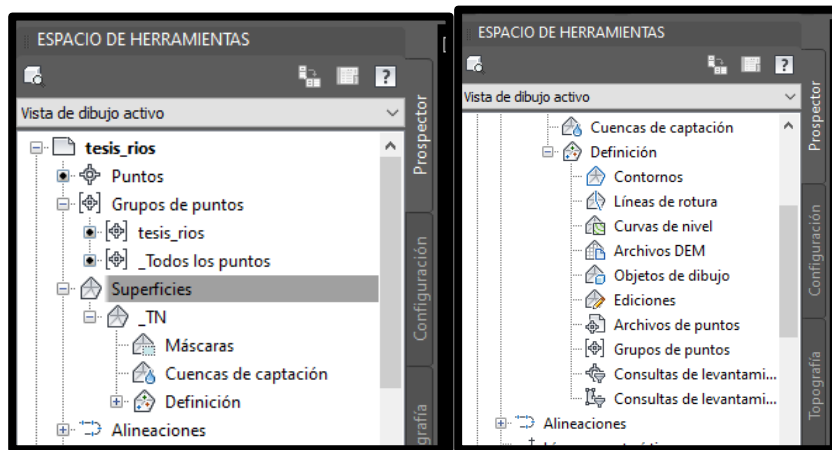 ESPACIO DE HERRAMIENTAS
?
Vista de dibujo activo
tesis_rios
Puntos
Grupos de puntos
tesis_rios
_Todos los puntos
Superficies
_TN
Máscaras
Cuencas de captación
Definición
Alineaciones
Prospector
Configuración
grafía
ESPACIO DE HERRAMIENTAS
?
Vista de dibujo activo
Cuencas de captación
Definición
Contornos
Líneas de rotura
Curvas de nivel
Archivos DEM
Objetos de dibujo
Ediciones
Archivos de puntos
Grupos de puntos
Consultas de levantami...
Consultas de levantami...
Alineaciones
Prospector
Configuración
Topografía